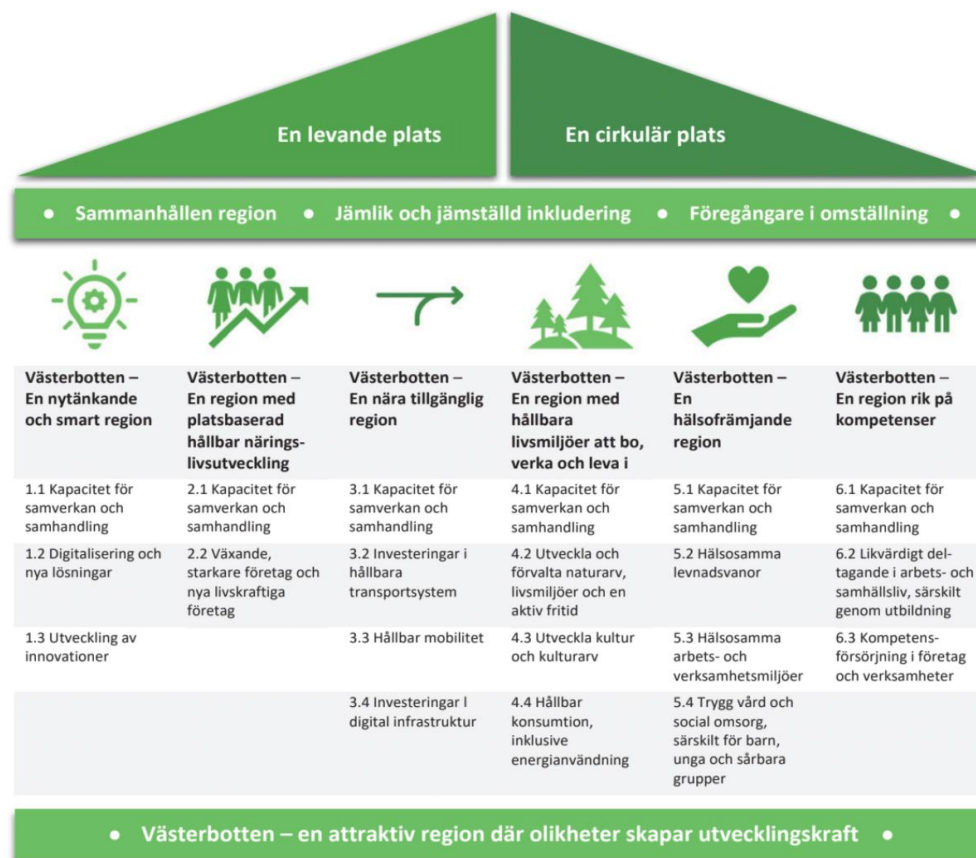 En levande plats
En cirkulär plats
• Sammanhållen region • Jämlik och jämställd inkludering • Föregångare i omställning •
Västerbotten –
En nytänkande
och smart region
Västerbotten –
En region med
platsbaserad
hållbar närings-
livsutveckling
Västerbotten –
En nära tillgänglig
region
Västerbotten –
En region med
hållbara
livsmiljöer att bo,
verka och leva i
Västerbotten –
En
hälsofrämjande
region
Västerbotten –
En region rik på
kompetenser
1.1 Kapacitet för
samverkan och
samhandling
2.1 Kapacitet för
samverkan och
samhandling
3.1 Kapacitet för
samverkan och
samhandling
4.1 Kapacitet för
samverkan och
samhandling
5.1 Kapacitet för
samverkan och
samhandling
6.1 Kapacitet för
samverkan och
samhandling
1.2 Digitalisering och
nya lösningar
2.2 Växande,
starkare företag och
nya livskraftiga
företag
3.2 Investeringar i
hållbara
transportsystem
4.2 Utveckla och
förvalta naturarv,
livsmiljöer och en
aktiv fritid
5.2 Hälsosamma
levnadsvanor
6.2 Likvärdigt del-
tagande i arbets- och
samhällsliv, särskilt
genom utbildning
1.3 Utveckling av
innovationer
3.3 Hållbar mobilitet
4.3 Utveckla kultur
och kulturarv
5.3 Hälsosamma
arbets- och
verksamhetsmiljöer
6.3 Kompetens-
försörjning i företag
och verksamheter
3.4 Investeringar l
digital infrastruktur
4.4 Hållbar
konsumtion,
inklusive
energianvändning
5.4 Trygg vård och
social omsorg,
särskilt för barn,
unga och sårbara
grupper
• Västerbotten – en attraktiv region där olikheter skapar utvecklingskraft •